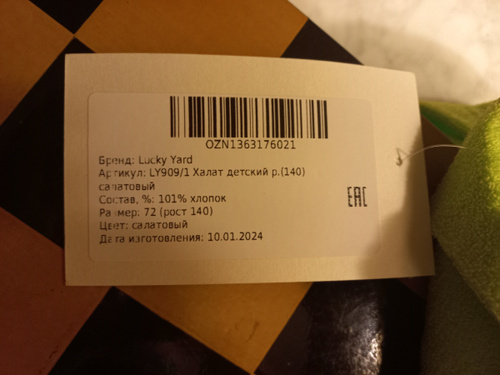 OZN1363176021
Бренд: Lucky Yard
Артикул: LY909/1 Халат детский р.(140)
салатовый
Состав, %: 101% хлопок
Размер: 72 (рост 140)
Цвет: салатовый
Дата изготовления: 10.01.2024
EAC